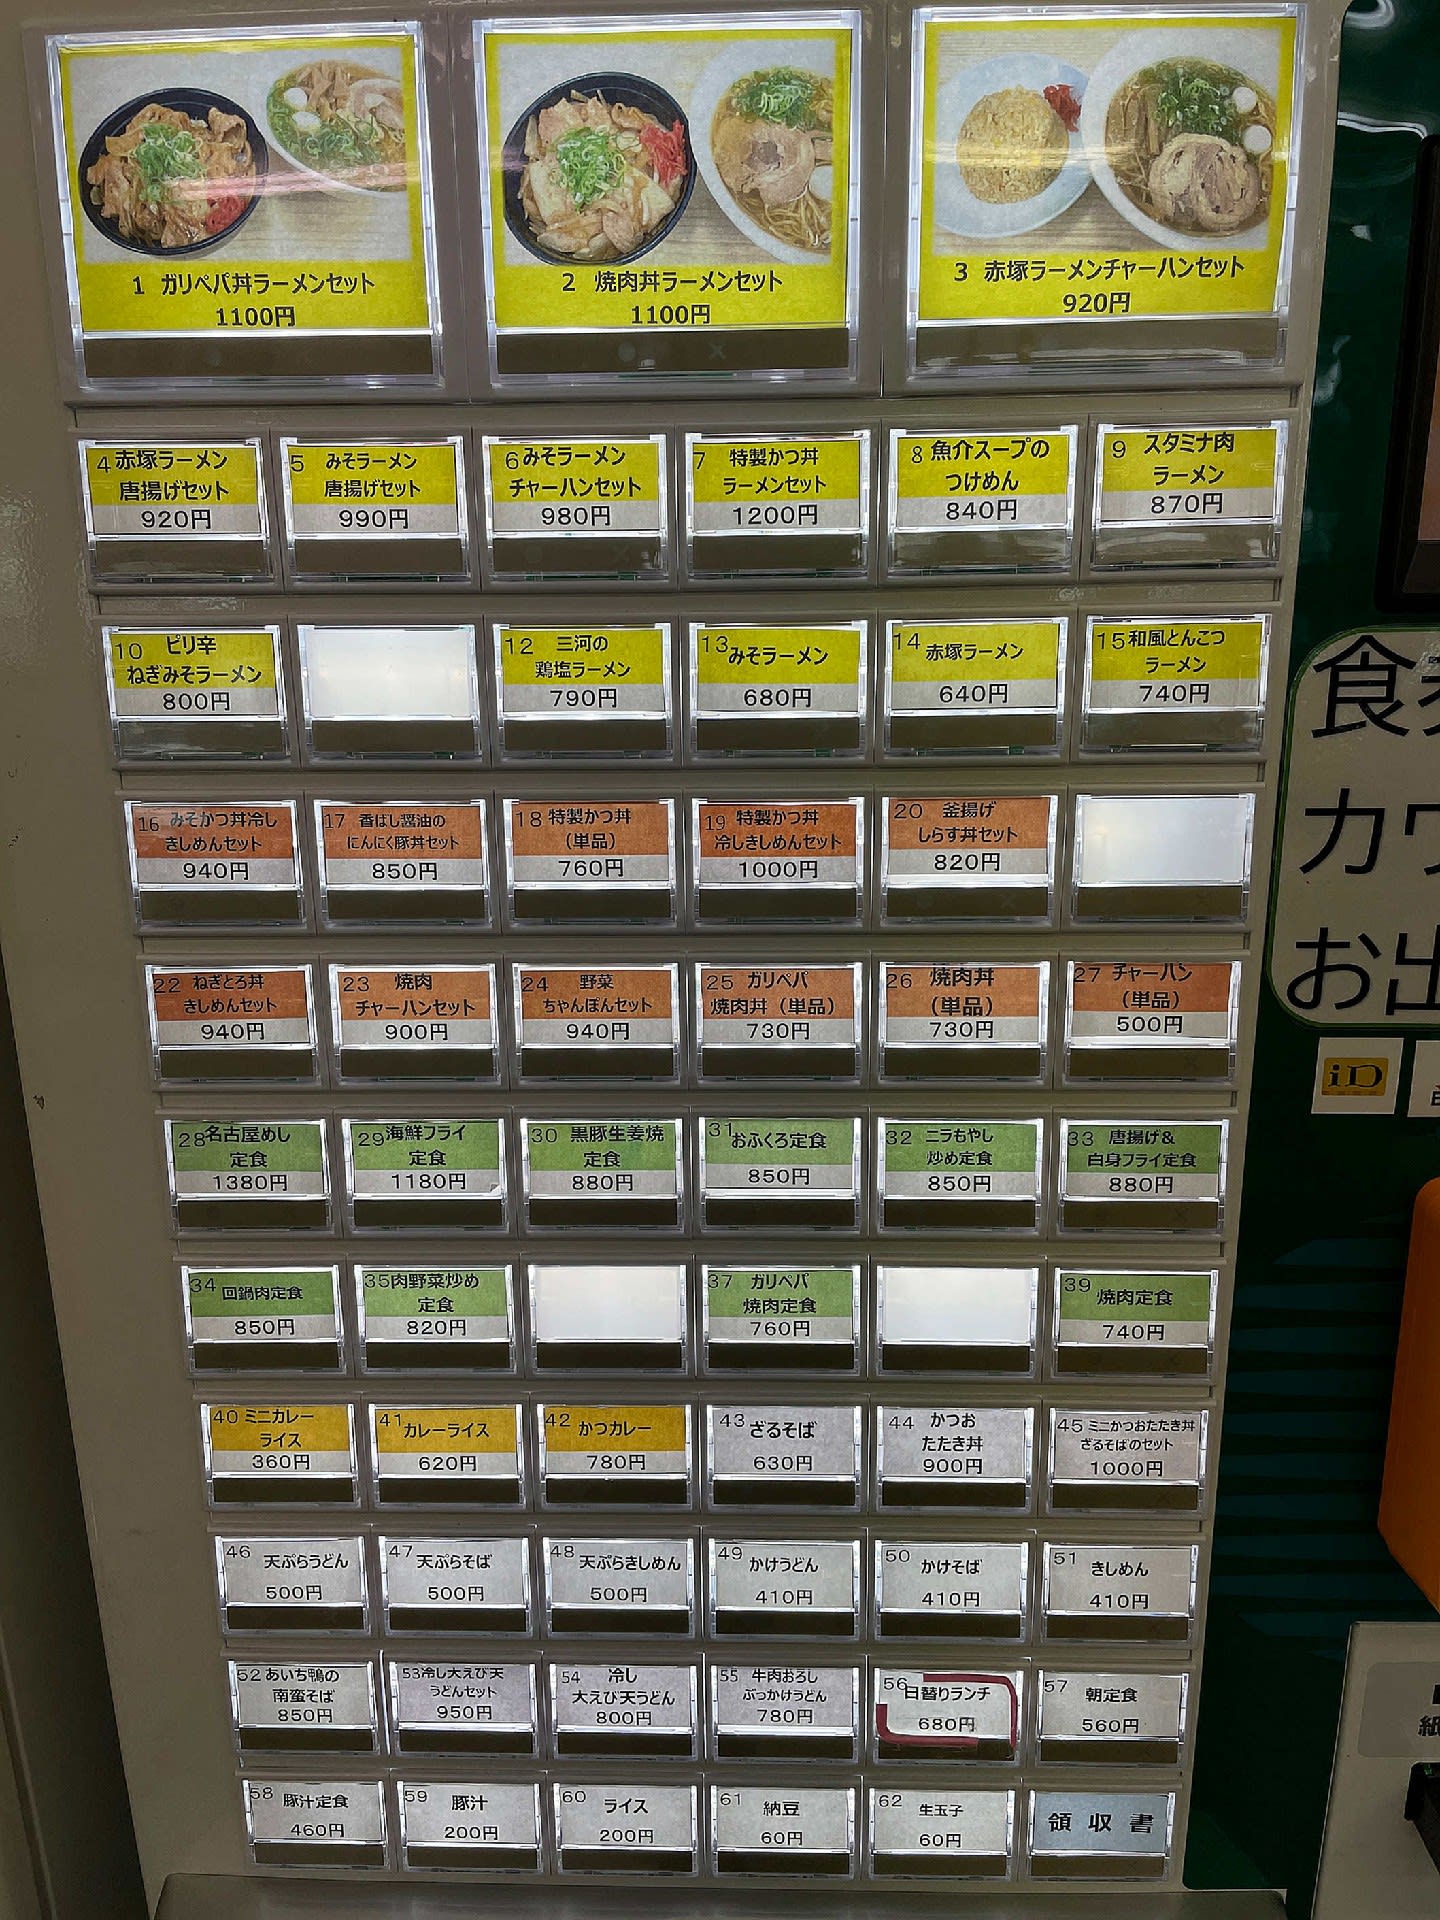 1 ガリペパ丼ラーメンセット
1100円
2 焼肉丼ラーメンセット
1100円
3 赤塚ラーメンチャーハンセット
920円
4 赤塚ラーメン
唐揚げセット
920円
5 みそラーメン
唐揚げセット
990円
6 みそラーメン
チャーハンセット
980円
7 特製かつ丼
ラーメンセット
1200円
8 魚介スープの
つけめん
840円
9 スタミナ肉
ラーメン
870円
10 ピリ辛
ねぎみそラーメン
800円
12 三河の
鶏塩ラーメン
790円
13 みそラーメン
680円
14 赤塚ラーメン
640円
15 和風とんこつ
ラーメン
740円
16 みそかつ丼冷し
きしめんセット
940円
17 香ばし醤油の
にんにく豚丼セット
850円
18 特製かつ丼
（単品）
760円
19 特製かつ丼
冷しきしめんセット
1000円
20 釜揚げ
しらす丼セット
820円
22 ねぎとろ丼
きしめんセット
940円
23 焼肉
チャーハンセット
900円
24 野菜
ちゃんぽんセット
940円
25 ガリペパ
焼肉丼（単品）
730円
26 焼肉丼
（単品）
730円
27 チャーハン
（単品）
500円
28 名古屋めし
定食
1380円
29 海鮮フライ
定食
1180円
30 黒豚生姜焼
定食
880円
31 おふくろ定食
850円
32 ニラもやし
炒め定食
850円
33 唐揚げ＆
白身フライ定食
880円
34 回鍋肉定食
850円
35 肉野菜炒め
定食
820円
37 ガリペパ
焼肉定食
760円
39 焼肉定食
740円
40 ミニカレー
ライス
360円
41 カレーライス
620円
42 かつカレー
780円
43 ざるそば
630円
44 かつお
たたき丼
900円
45 ミニかつおたたき丼
ざるそばのセット
1000円
46 天ぷらうどん
500円
47 天ぷらそば
500円
48 天ぷらきしめん
500円
49 かけうどん
410円
50 かけそば
410円
51 きしめん
410円
52 あいち鴨の
南蛮そば
850円
53 冷し大えび天
うどんセット
950円
54 冷し
大えび天うどん
800円
55 牛肉おろし
ぶっかけうどん
780円
56 日替りランチ
680円
57 朝定食
560円
58 豚汁定食
460円
59 豚汁
200円
60 ライス
200円
61 納豆
60円
62 生玉子
60円
領収書
食
カ
お出
iD
紙